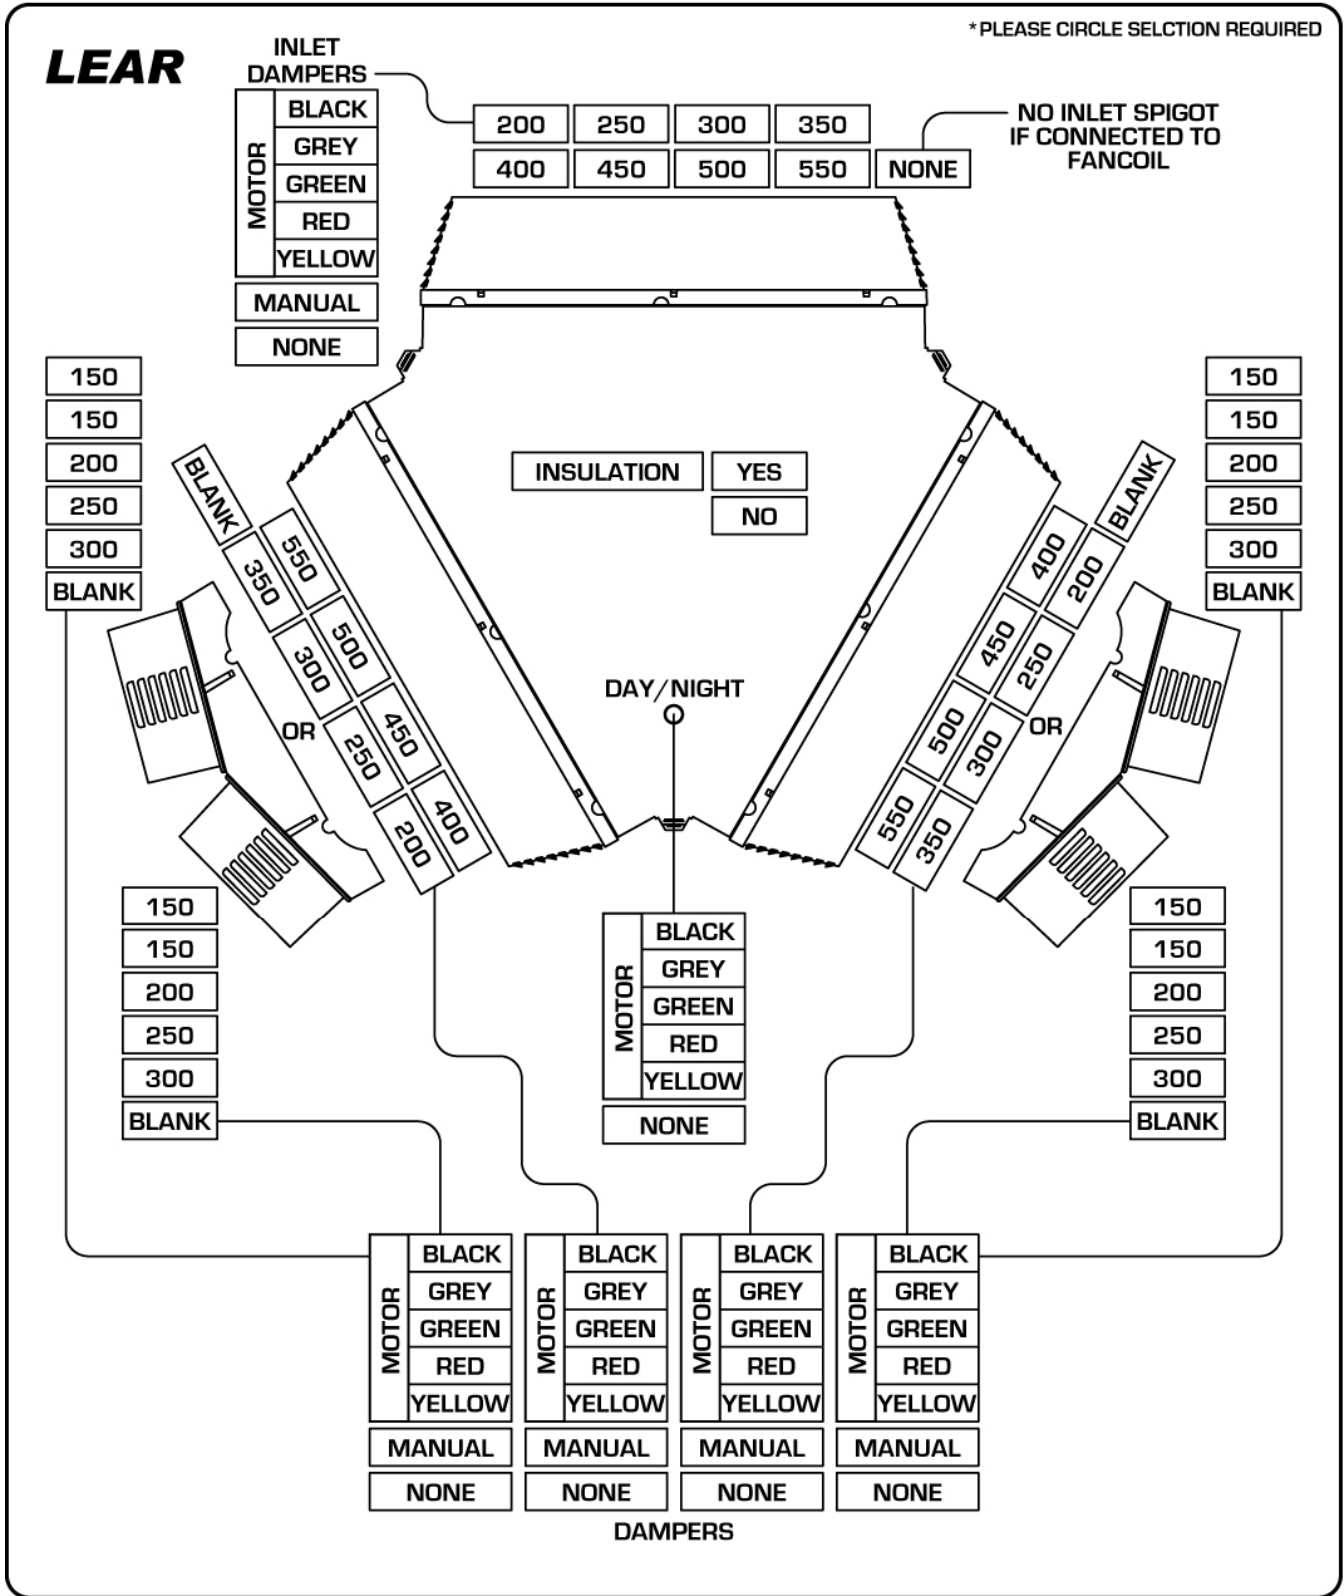 *PLEASE CIRCLE SELCTION REQUIRED
LEAR
INLET
DAMPERS
MOTOR
BLACK
GREY
GREEN
RED
YELLOW
MANUAL
NONE
200 250 300 350
400 450 500 550 NONE
NO INLET SPIGOT
IF CONNECTED TO
FANCOIL
150
150
200
250
300
BLANK
BLANK
350
300
250
200
550
500
450
400
OR
INSULATION YES
NO
DAY/NIGHT
400
450
500
550
BLANK
200
250
300
350
OR
150
150
200
250
300
BLANK
150
150
200
250
300
BLANK
MOTOR
BLACK
GREY
GREEN
RED
YELLOW
NONE
150
150
200
250
300
BLANK
MOTOR
BLACK
GREY
GREEN
RED
YELLOW
MANUAL
NONE
MOTOR
BLACK
GREY
GREEN
RED
YELLOW
MANUAL
NONE
MOTOR
BLACK
GREY
GREEN
RED
YELLOW
MANUAL
NONE
MOTOR
BLACK
GREY
GREEN
RED
YELLOW
MANUAL
NONE
DAMPERS